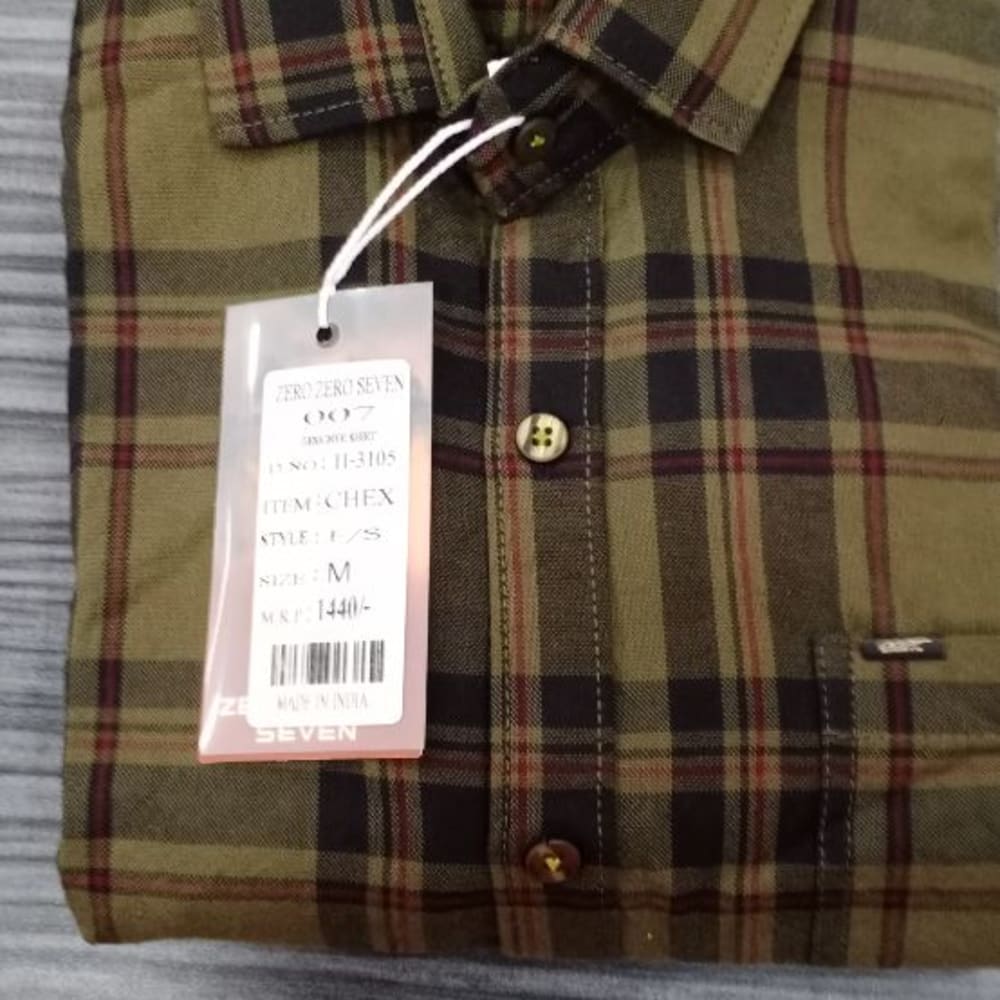 ZERO ZERO SEVEN
007
D.NO: H-3105
ITEM: CHEX
STYLE: F/S
SIZE: M
M.R.P.: 1440/-
MADE IN INDIA
SEVEN